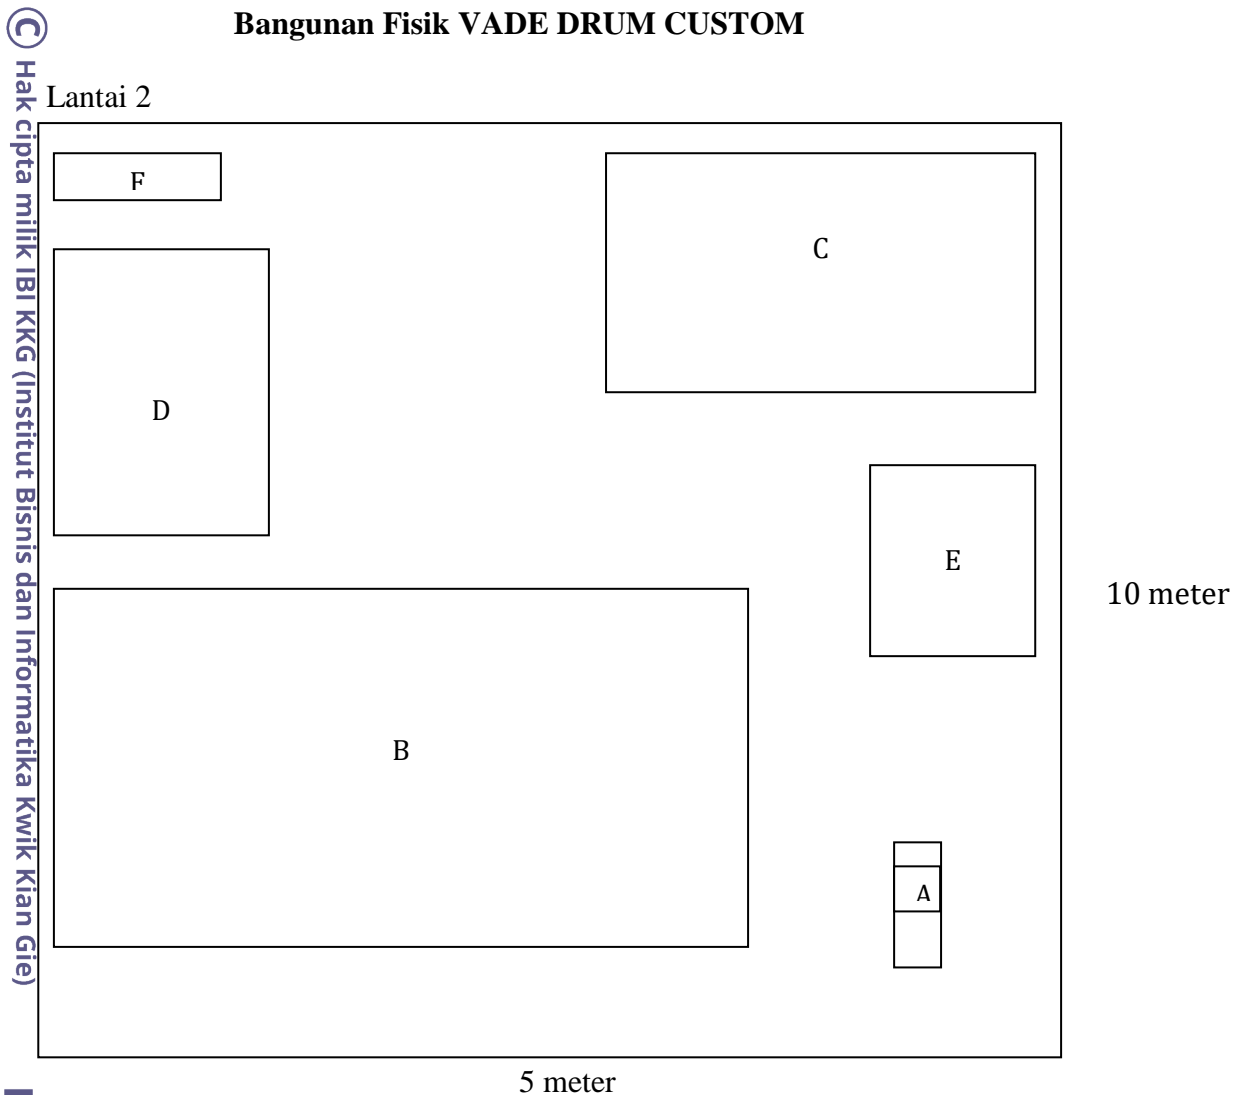 Bangunan Fisik VADE DRUM CUSTOM
© Hak cipta milik IBI KKG (Institut Bisnis dan Informatika Kwik Kian Gie)
Lantai 2
F
C
D
E
10 meter
B
A
5 meter